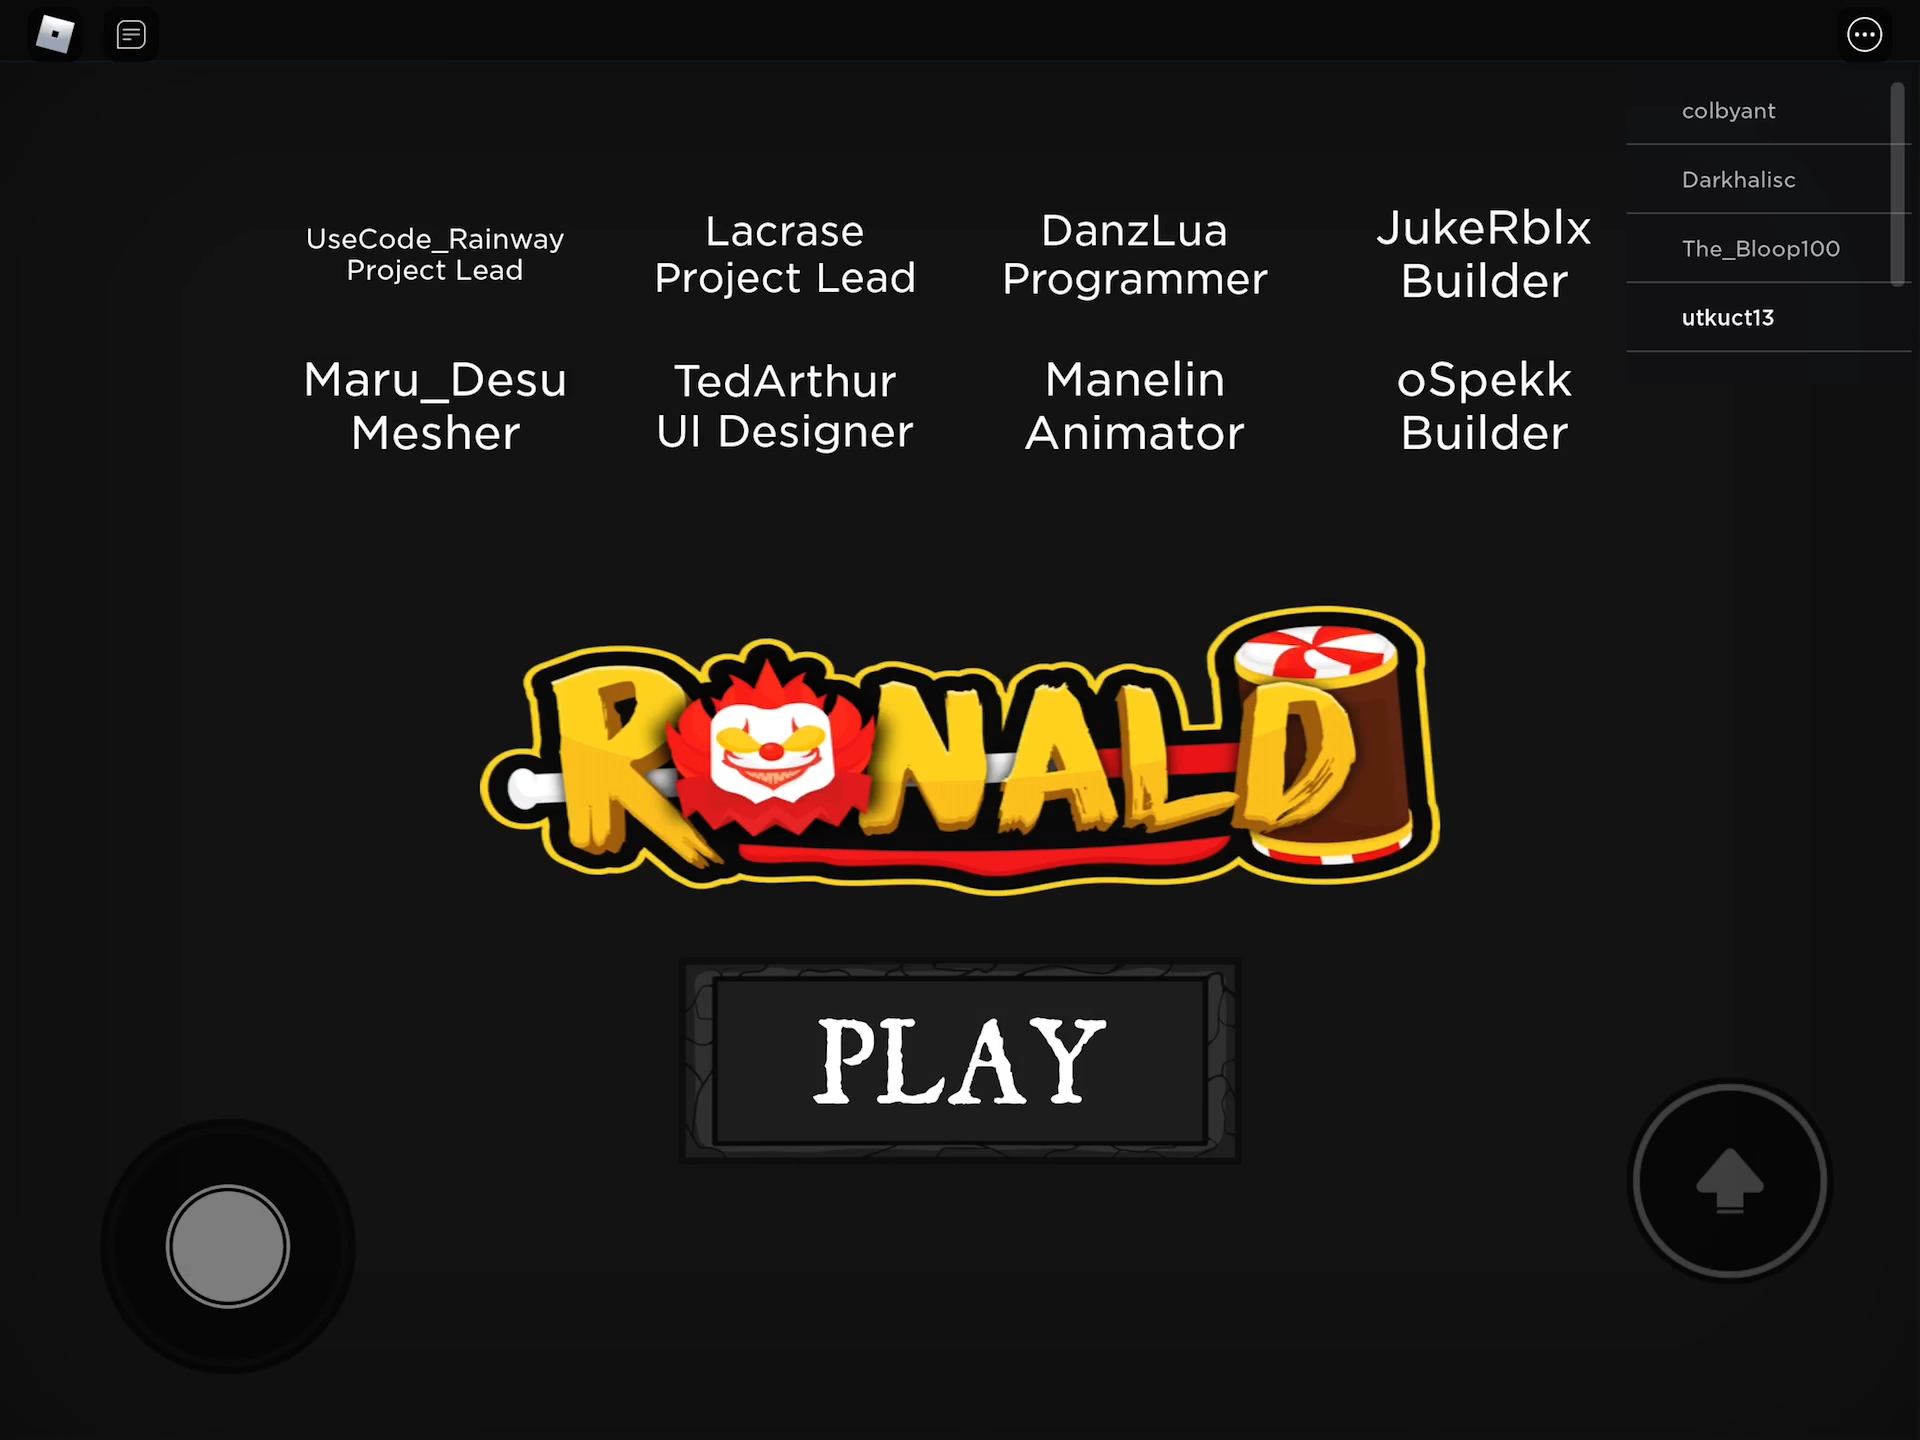 colbyant
Darkhalisc
The_Bloop100
utkuct13
UseCode_Rainway
Project Lead
Lacrase
Project Lead
DanzLua
Programmer
JukeRblx
Builder
Maru_Desu
Mesher
TedArthur
UI Designer
Manelin
Animator
oSpekk
Builder
RONALD
PLAY